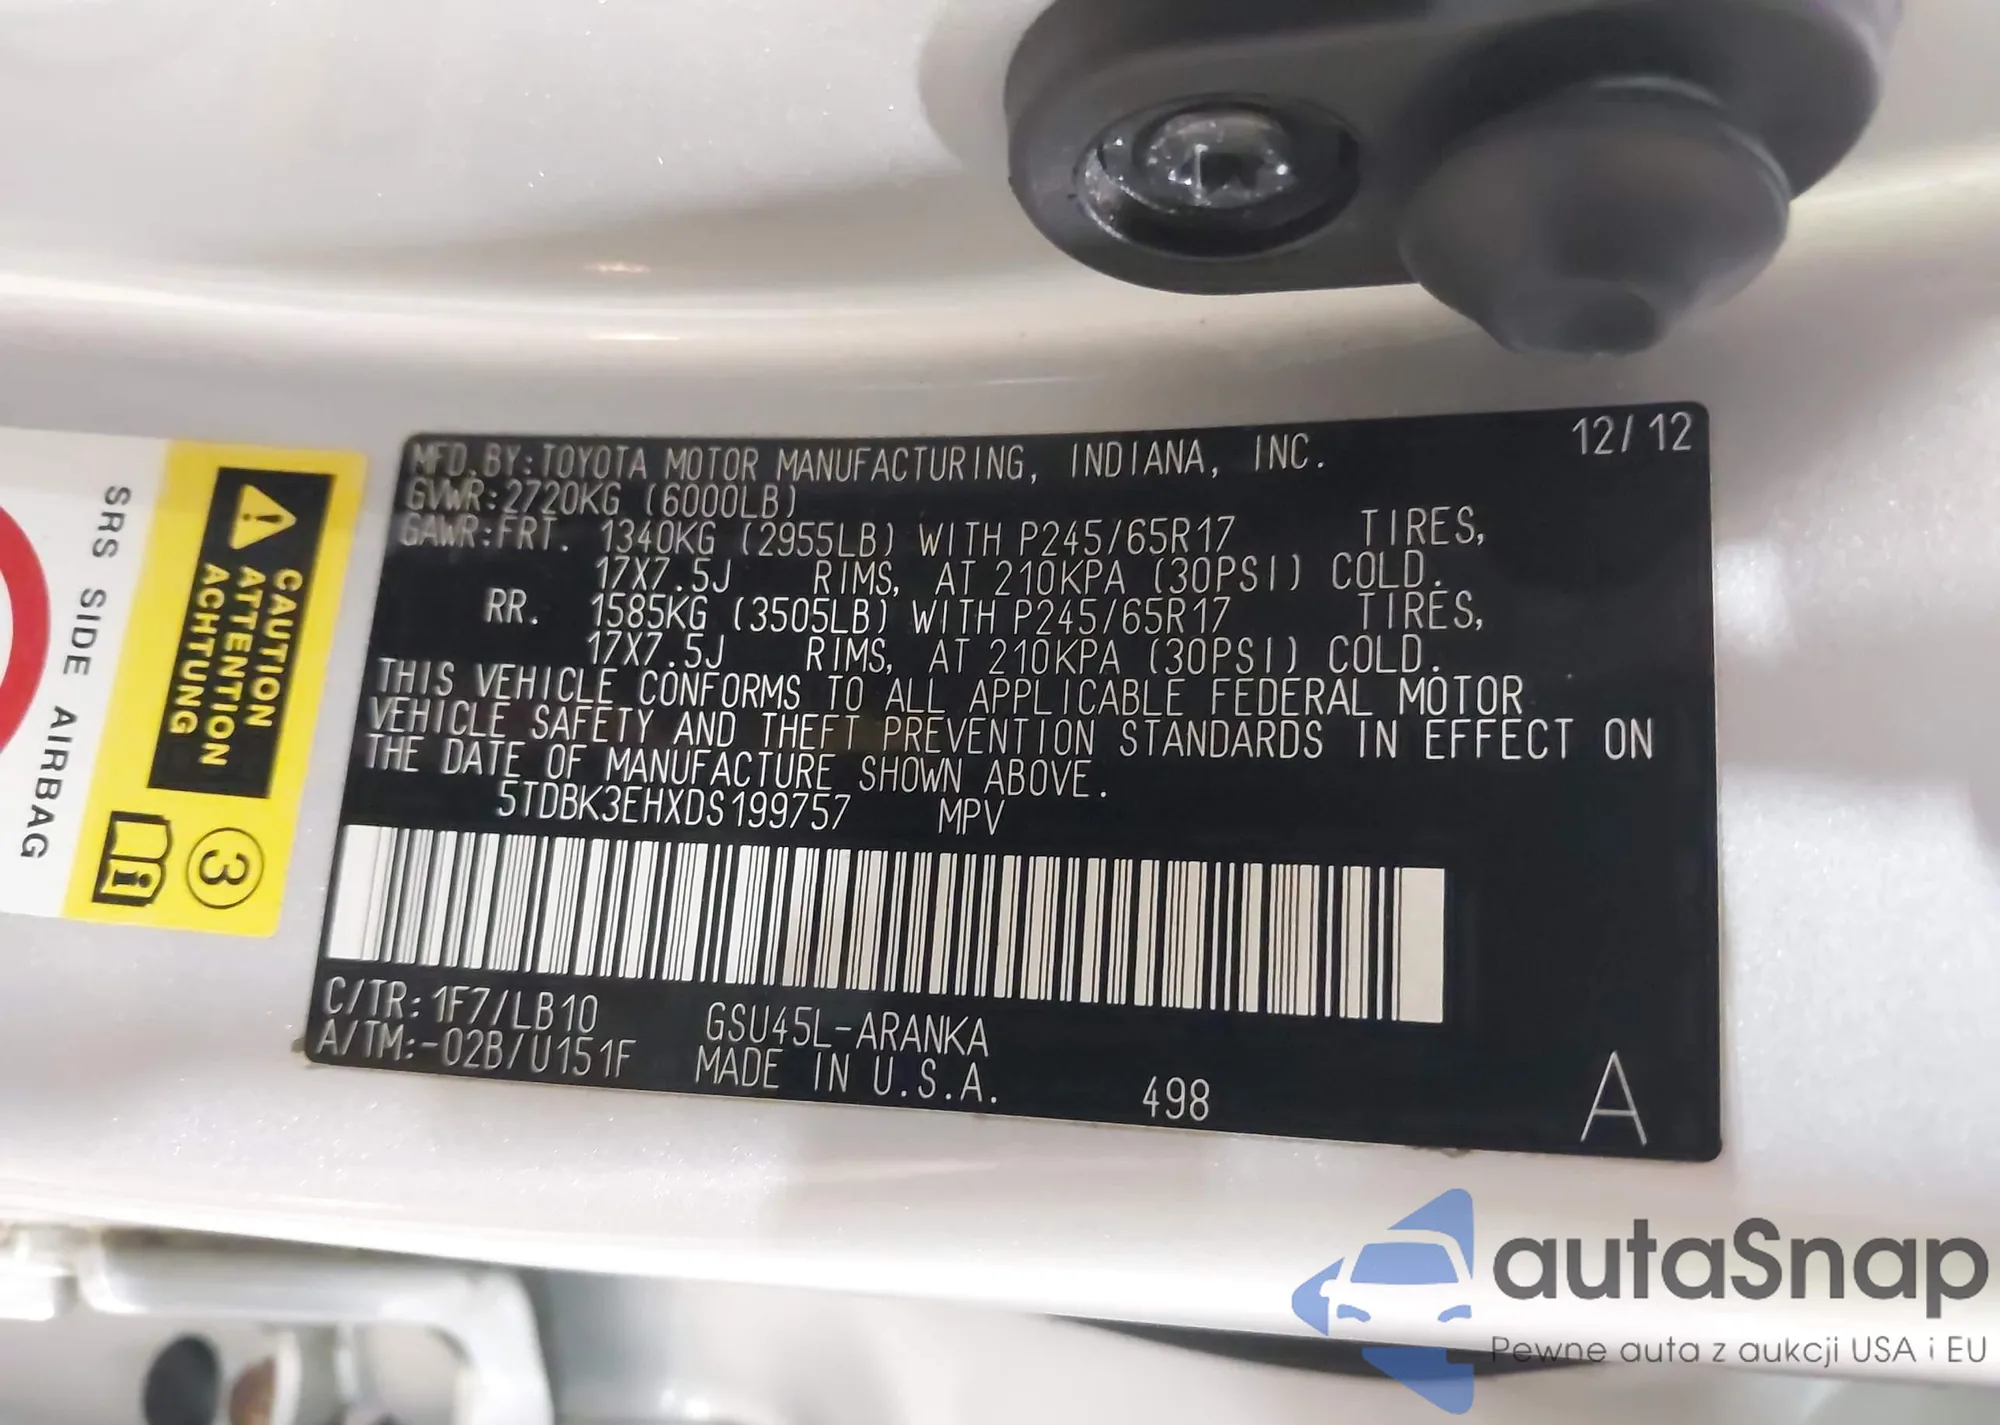 MFD.BY:TOYOTA MOTOR MANUFACTURING, INDIANA, INC. 12/12
GVWR:2720KG (6000LB)
GAWR:FRT. 1340KG (2955LB) WITH P245/65R17 TIRES,
17X7.5J RIMS, AT 210KPA (30PSI) COLD.
RR. 1585KG (3505LB) WITH P245/65R17 TIRES,
17X7.5J RIMS, AT 210KPA (30PSI) COLD.
THIS VEHICLE CONFORMS TO ALL APPLICABLE FEDERAL MOTOR
VEHICLE SAFETY AND THEFT PREVENTION STANDARDS IN EFFECT ON
THE DATE OF MANUFACTURE SHOWN ABOVE.
5TDBK3EHXDS199757 MPV
C/TR:1F7/LB10 GSU45L-ARANKA
A/TM:-02B/U151F MADE IN U.S.A. 498 A
CAUTION
ATTENTION
ACHTUNG
3
SRS SIDE AIRBAG
autaSnap
Pewne auta z aukcji USA i EU